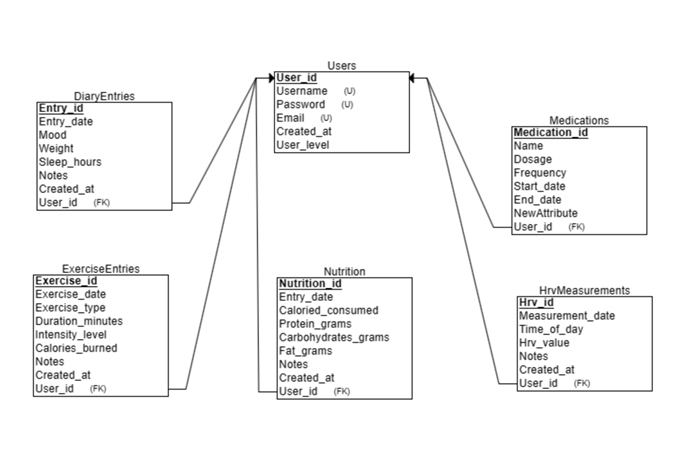 Users
User_id
Username (U)
Password (U)
Email (U)
Created_at
User_level
DiaryEntries
Entry_id
Entry_date
Mood
Weight
Sleep_hours
Notes
Created_at
User_id (FK)
Medications
Medication_id
Name
Dosage
Frequency
Start_date
End_date
NewAttribute
User_id (FK)
ExerciseEntries
Exercise_id
Exercise_date
Exercise_type
Duration_minutes
Intensity_level
Calories_burned
Notes
Created_at
User_id (FK)
Nutrition
Nutrition_id
Entry_date
Caloried_consumed
Protein_grams
Carbohydrates_grams
Fat_grams
Notes
Created_at
User_id (FK)
HrvMeasurements
Hrv_id
Measurement_date
Time_of_day
Hrv_value
Notes
Created_at
User_id (FK)